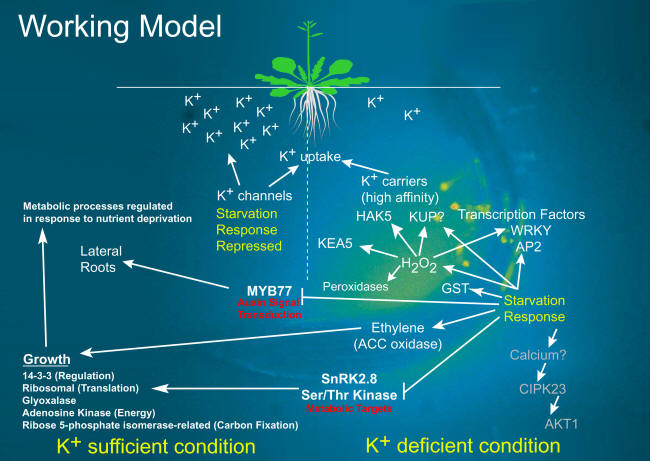 Working Model
K+ K+ K+
K+ K+ K+
K+ K+ K+
K+ K+
K+ uptake
K+ channels
Starvation
Response
Repressed
K+ carriers
(high affinity)
HAK5 KUP?
Transcription Factors
WRKY
AP2
KEA5
H2O2
Peroxidases
GST
Starvation
Response
Metabolic processes regulated
in response to nutrient deprivation
Lateral
Roots
MYB77
Auxin Signal
Transduction
Ethylene
(ACC oxidase)
Calcium?
CIPK23
AKT1
SnRK2.8
Ser/Thr Kinase
Metabolic Targets
Growth
14-3-3 (Regulation)
Ribosomal (Translation)
Glyoxalase
Adenosine Kinase (Energy)
Ribose 5-phosphate isomerase-related (Carbon Fixation)
K+ sufficient condition
K+ deficient condition